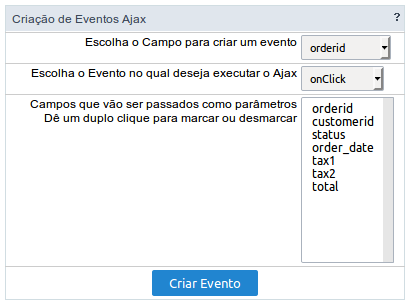 Criação de Eventos Ajax ?
Escolha o Campo para criar um evento orderid
Escolha o Evento no qual deseja executar o Ajax onClick
Campos que vão ser passados como parâmetros
Dê um duplo clique para marcar ou desmarcar
orderid
customerid
status
order_date
tax1
tax2
total
Criar Evento